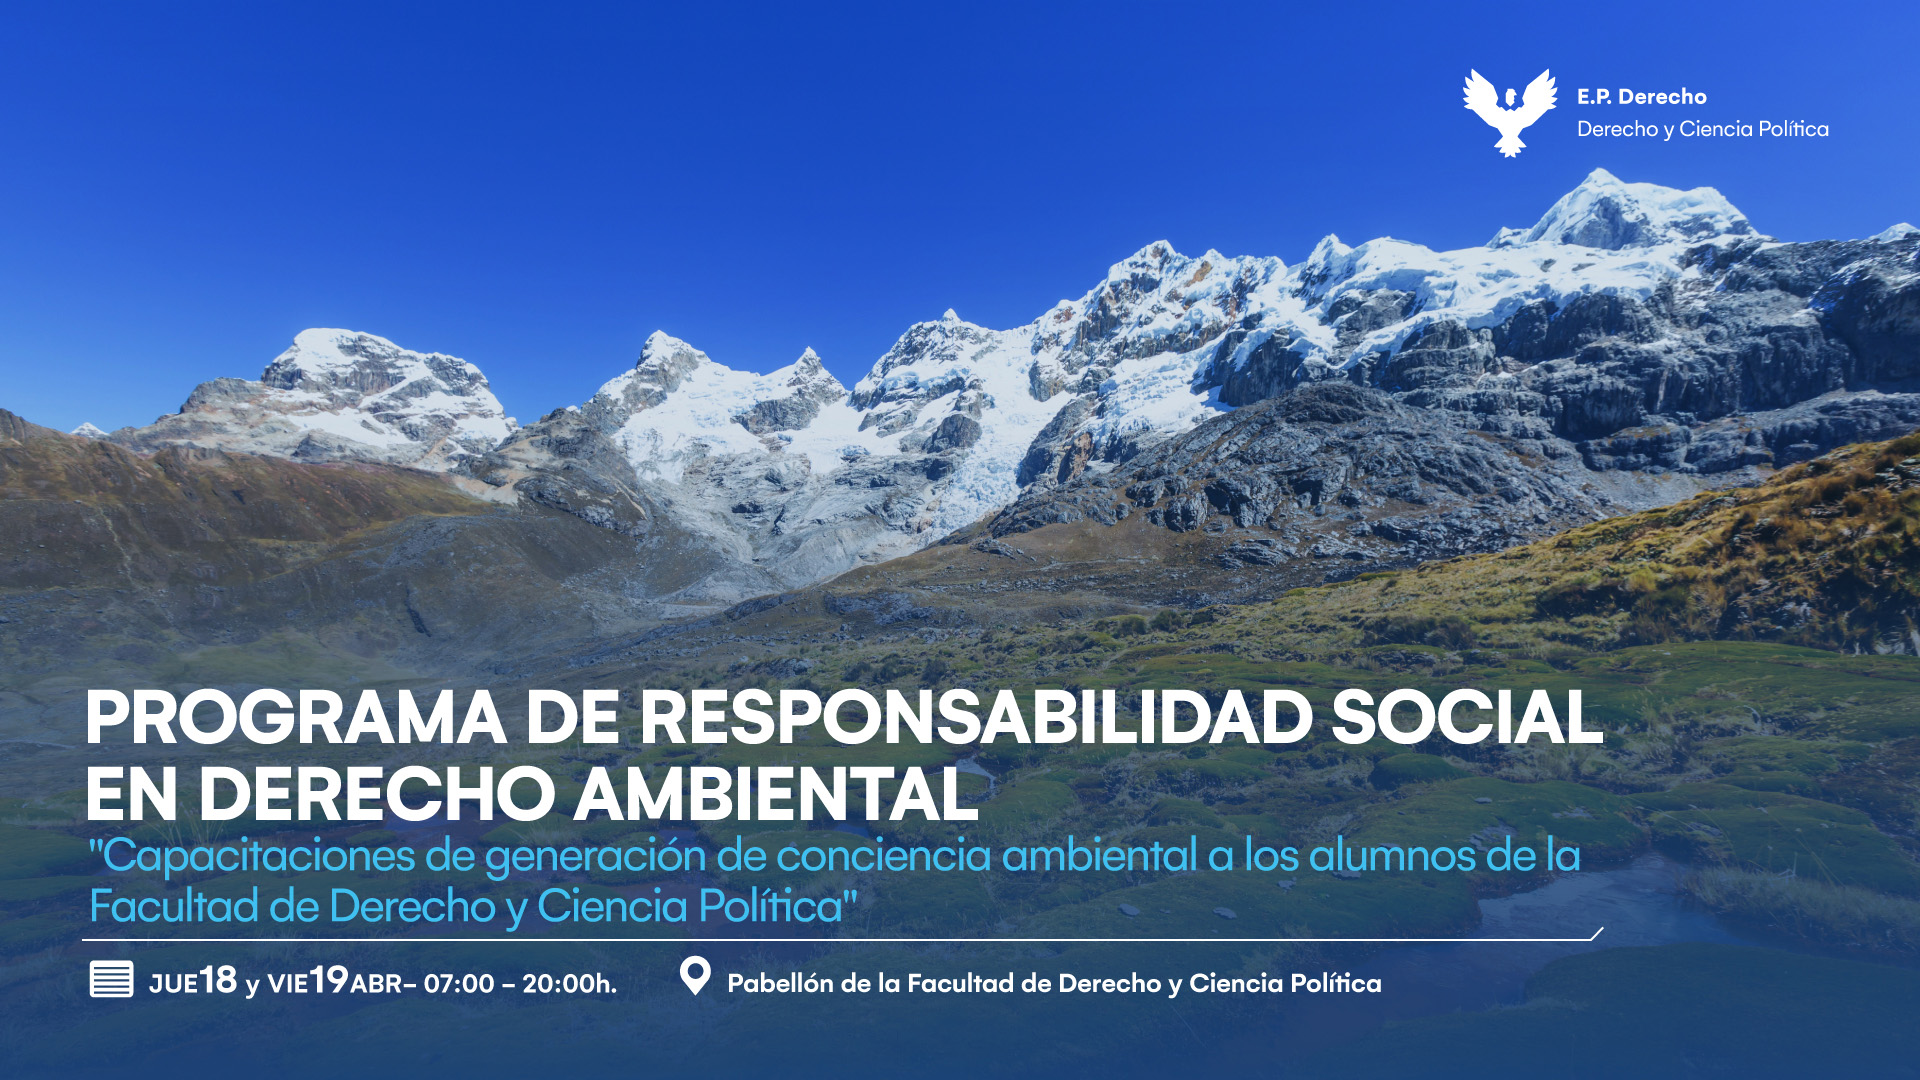 E.P. Derecho
Derecho y Ciencia Política
PROGRAMA DE RESPONSABILIDAD SOCIAL
EN DERECHO AMBIENTAL
"Capacitaciones de generación de conciencia ambiental a los alumnos de la
Facultad de Derecho y Ciencia Política"
JUE18 y VIE19ABR– 07:00 – 20:00h.
Pabellón de la Facultad de Derecho y Ciencia Política